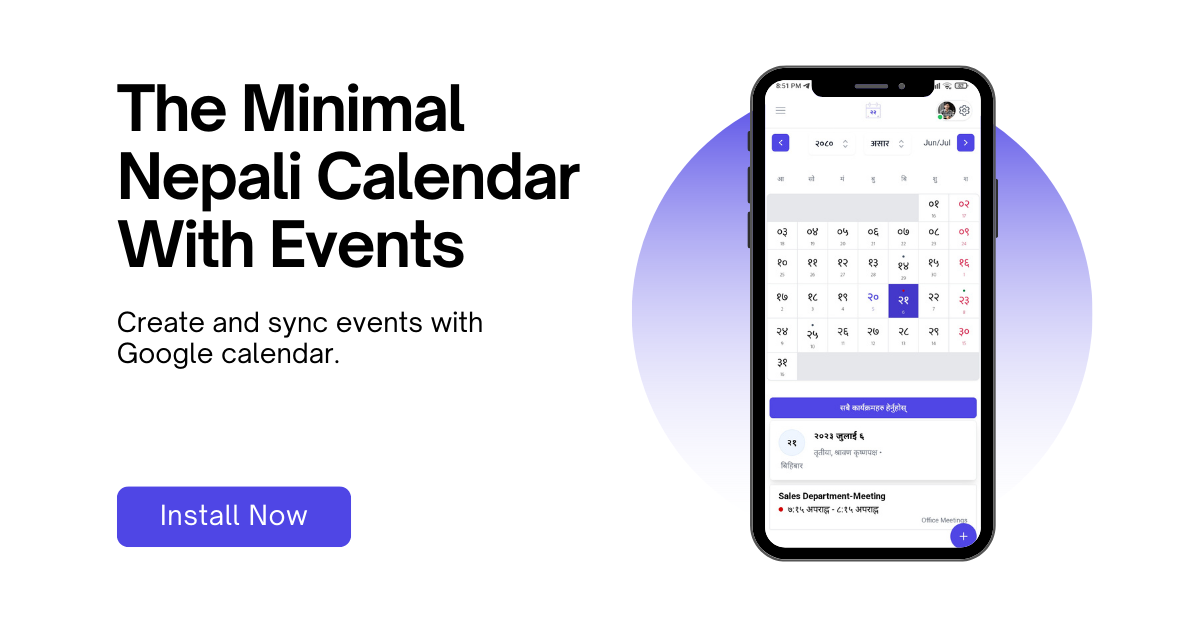 The Minimal
Nepali Calendar
With Events
Create and sync events with
Google calendar.
Install Now
8:51 PM
२२
२०८० असार Jun/Jul
आ सो मं बु बि शु श
०१ ०२
16 17
०३ ०४ ०५ ०६ ०७ ०८ ०९
18 19 20 21 22 23 24
१० ११ १२ १३ १४ १५ १६
25 26 27 28 29 30 1
१७ १८ १९ २० २१ २२ २३
2 3 4 5 6 7 8
२४ २५ २६ २७ २८ २९ ३०
9 10 11 12 13 14 15
३१
16
सबै कार्यक्रमहरु हेर्नुहोस्
२१ २०२३ जुलाई ६
तृतीया, श्रावण कृष्णपक्ष •
बिहिबार
Sales Department-Meeting
७:१५ अपराह्न - ८:१५ अपराह्न
Office Meetings